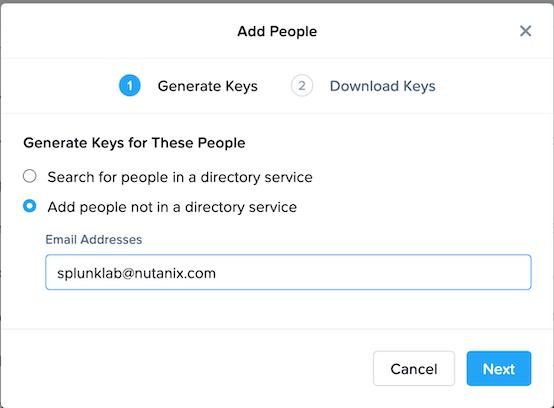 Add People
1 Generate Keys 2 Download Keys
Generate Keys for These People
Search for people in a directory service
Add people not in a directory service
Email Addresses
splunklab@nutanix.com
Cancel Next